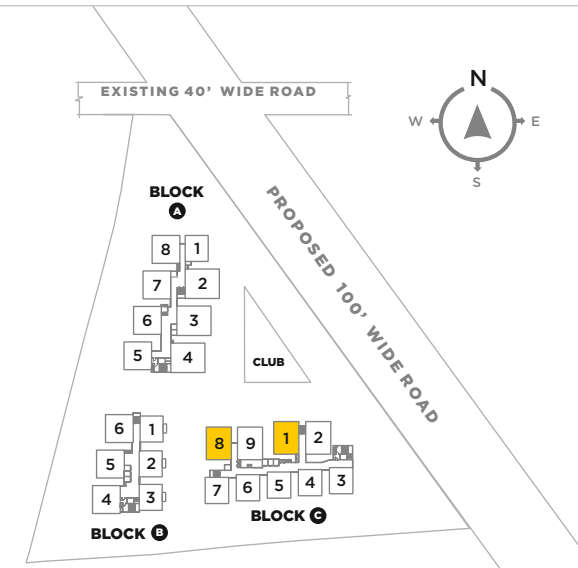 EXISTING 40' WIDE ROAD
N
W
E
S
PROPOSED 100' WIDE ROAD
BLOCK
A
8 1
7 2
6 3
5 4
CLUB
6 1
5 2
4 3
BLOCK B
8 9 1 2
7 6 5 4 3
BLOCK C